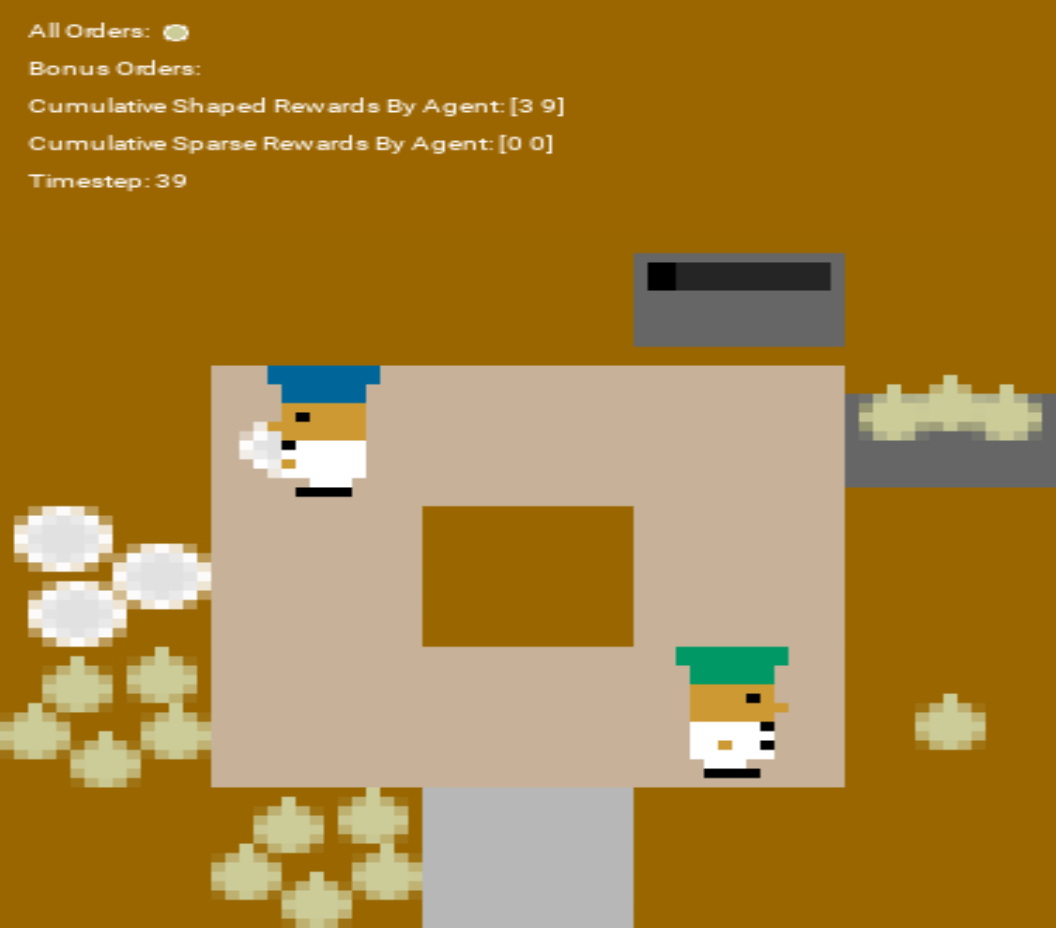 All Orders:
Bonus Orders:
Cumulative Shaped Rewards By Agent: [3 9]
Cumulative Sparse Rewards By Agent: [0 0]
Timestep: 39